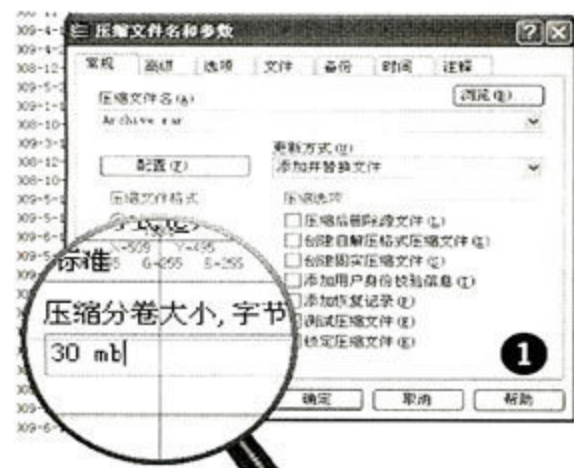 压缩文件名和参数
常规 高级 选项 文件 备份 时间 注释
压缩文件名(A) 浏览(B)
Archive rar
更新方式(U)
配置(F) 添加并替换文件
压缩文件格式 压缩选项
压缩后删除源文件(L)
创建自解压格式压缩文件(X)
创建固实压缩文件(S)
添加用户身份校验信息(I)
添加恢复记录(E)
测试压缩文件(E)
锁定压缩文件(K)
X=509 Y=495
G=255 B=255
标准
压缩分卷大小, 字节
30 mb
1
确定 取消 帮助